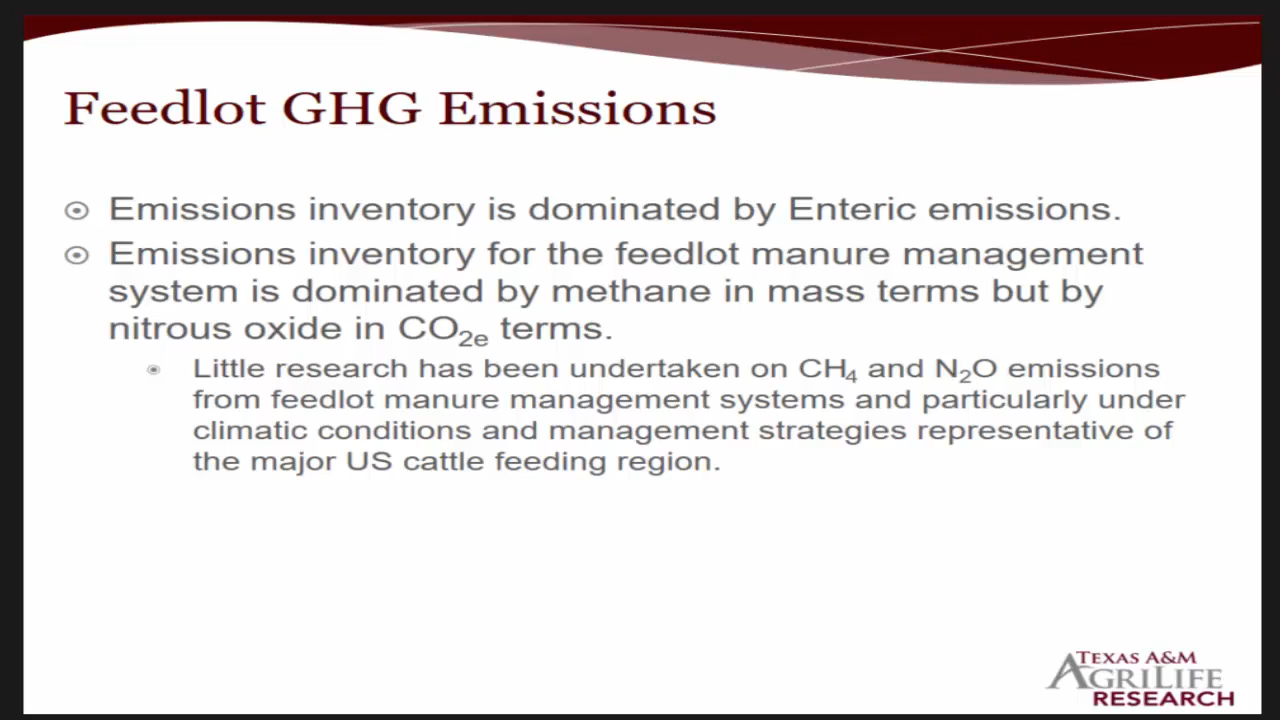 Feedlot GHG Emissions
Emissions inventory is dominated by Enteric emissions.
Emissions inventory for the feedlot manure management
system is dominated by methane in mass terms but by
nitrous oxide in CO2e terms.
Little research has been undertaken on CH4 and N2O emissions
from feedlot manure management systems and particularly under
climatic conditions and management strategies representative of
the major US cattle feeding region.
TEXAS A&M
AGRILIFE
RESEARCH